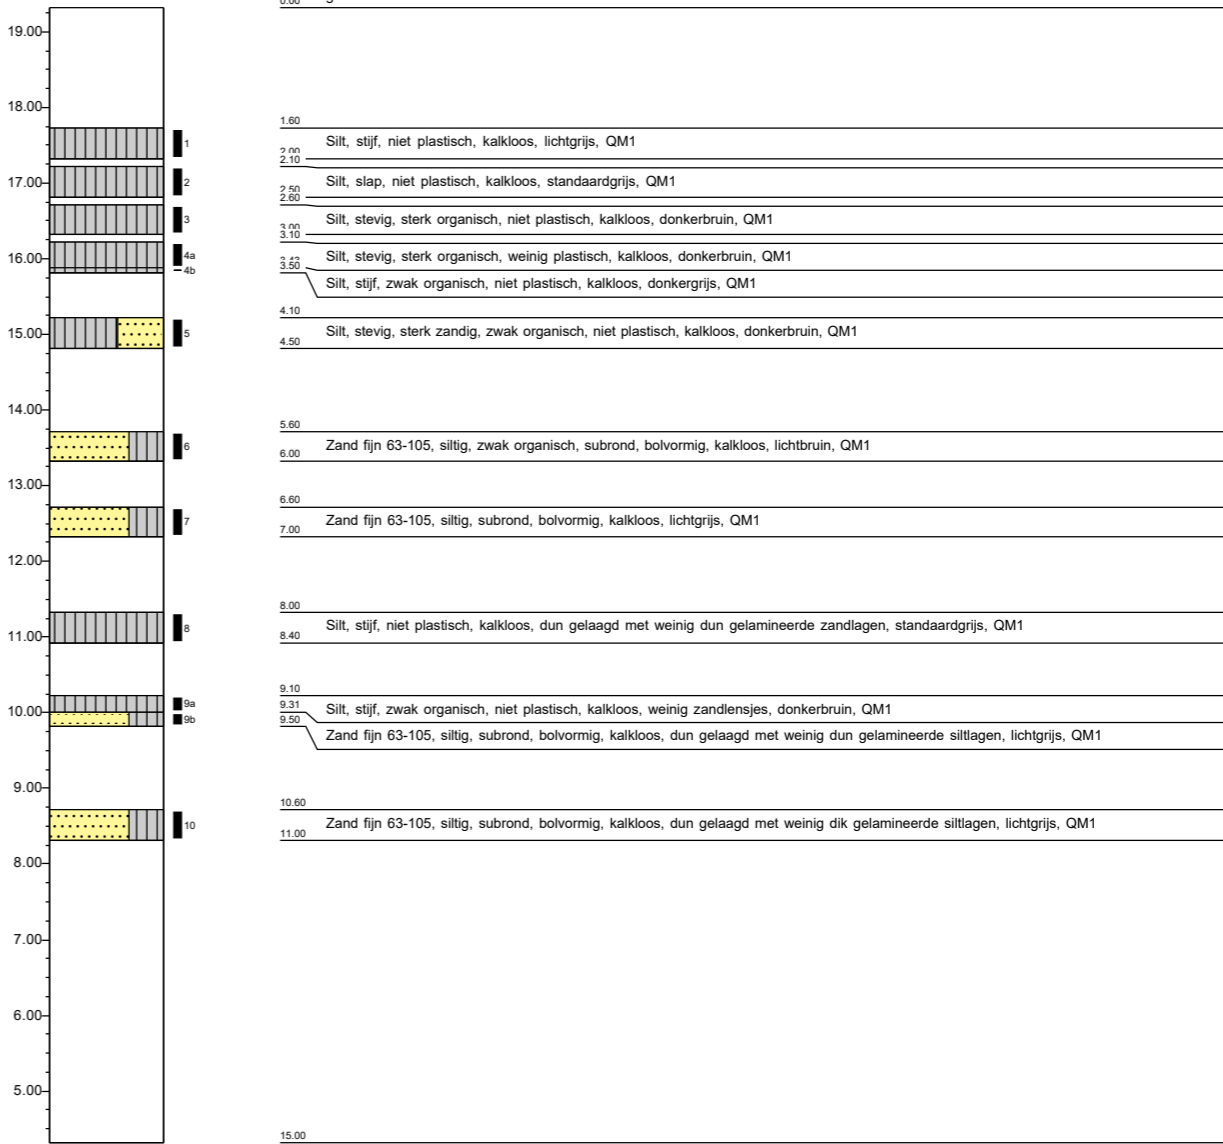 0.00
19.00
18.00
1.60
1 Silt, stijf, niet plastisch, kalkloos, lichtgrijs, QM1
2.00
2.10
17.00 2 Silt, slap, niet plastisch, kalkloos, standaardgrijs, QM1
2.50
2.60
3 Silt, stevig, sterk organisch, niet plastisch, kalkloos, donkerbruin, QM1
3.00
3.10
16.00 4a Silt, stevig, sterk organisch, weinig plastisch, kalkloos, donkerbruin, QM1
3.43
4b
3.50
Silt, stijf, zwak organisch, niet plastisch, kalkloos, donkergrijs, QM1
4.10
15.00 5 Silt, stevig, sterk zandig, zwak organisch, niet plastisch, kalkloos, donkerbruin, QM1
4.50
14.00
5.60
6 Zand fijn 63-105, siltig, zwak organisch, subrond, bolvormig, kalkloos, lichtbruin, QM1
6.00
13.00
6.60
7 Zand fijn 63-105, siltig, subrond, bolvormig, kalkloos, lichtgrijs, QM1
7.00
12.00
8.00
11.00 8 Silt, stijf, niet plastisch, kalkloos, dun gelaagd met weinig dun gelamineerde zandlagen, standaardgrijs, QM1
8.40
9.10
9a
9.31
10.00 Silt, stijf, zwak organisch, niet plastisch, kalkloos, weinig zandlensjes, donkerbruin, QM1
9b
9.50
Zand fijn 63-105, siltig, subrond, bolvormig, kalkloos, dun gelaagd met weinig dun gelamineerde siltlagen, lichtgrijs, QM1
9.00
10.60
10 Zand fijn 63-105, siltig, subrond, bolvormig, kalkloos, dun gelaagd met weinig dik gelamineerde siltlagen, lichtgrijs, QM1
11.00
8.00
7.00
6.00
5.00
15.00